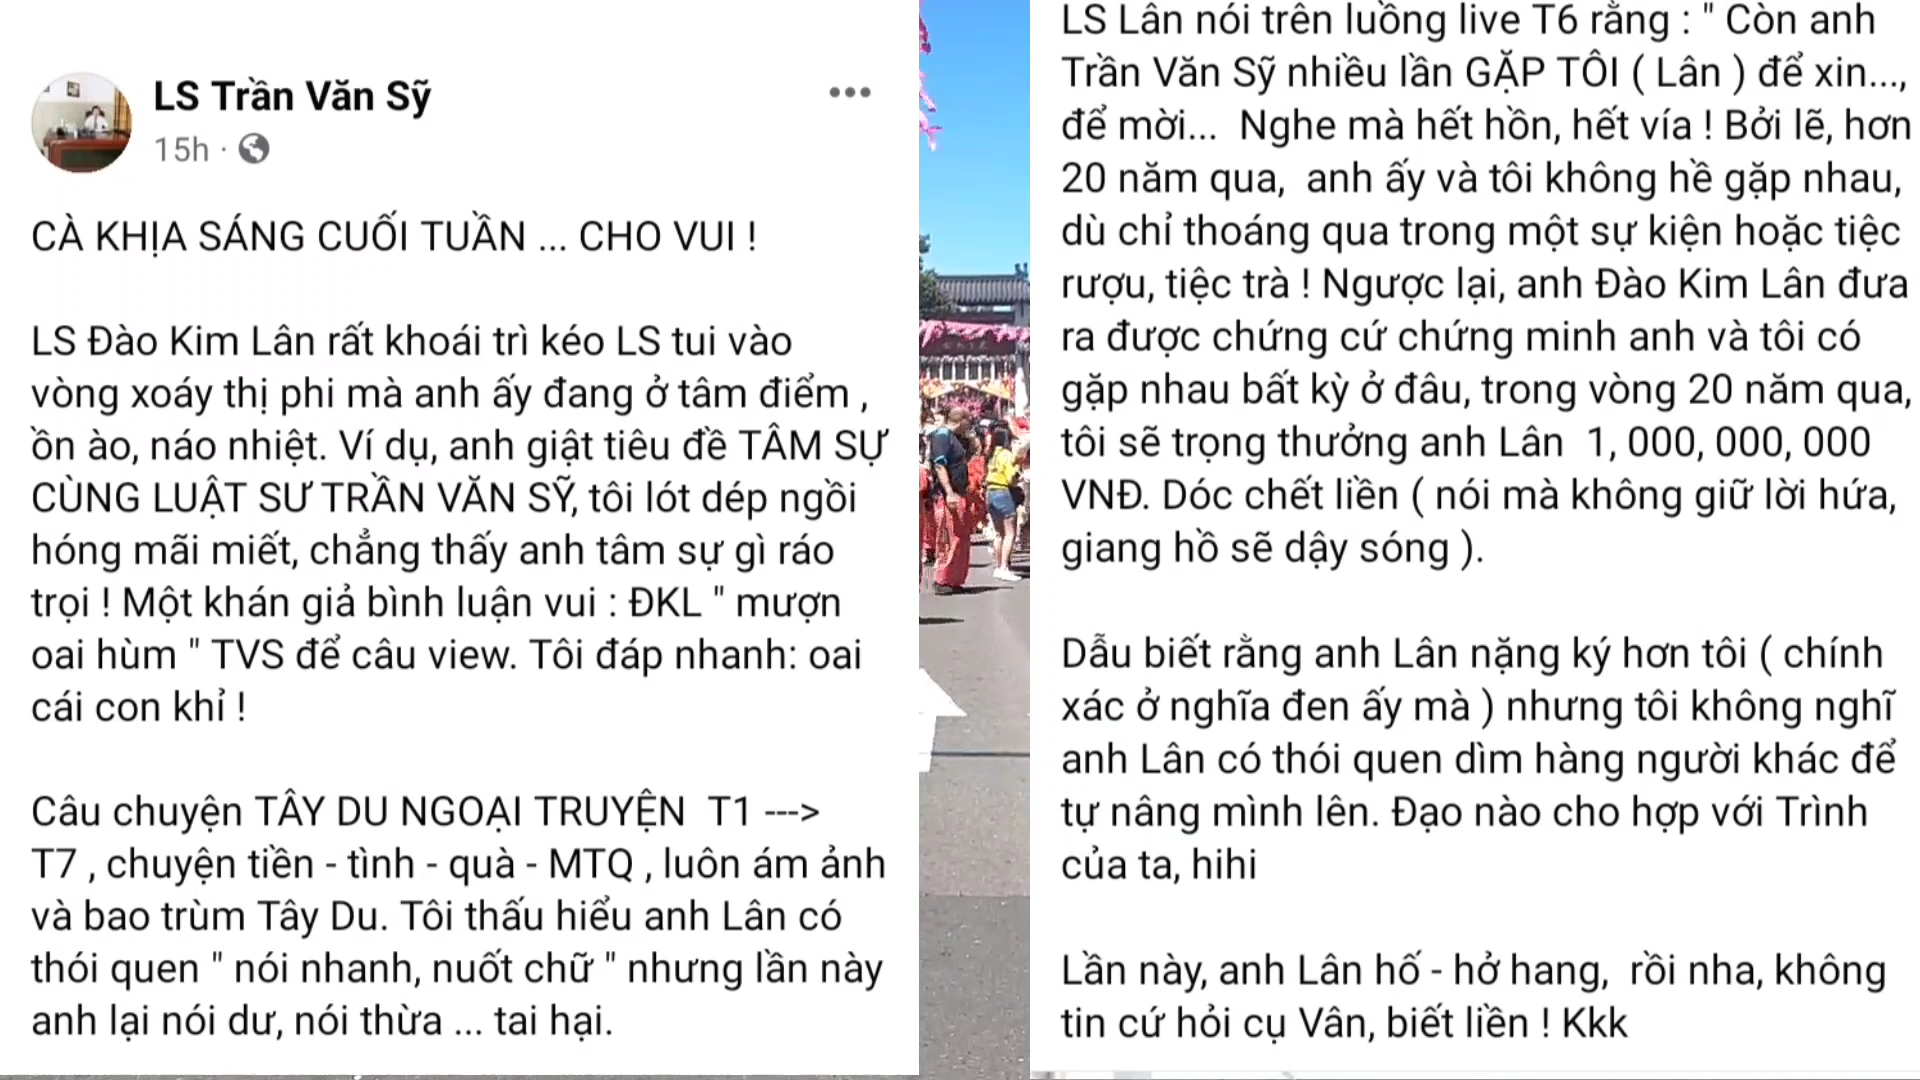 LS Trần Văn Sỹ
15h ·
CÀ KHỊA SÁNG CUỐI TUẦN ... CHO VUI !
LS Đào Kim Lân rất khoái trì kéo LS tui vào
vòng xoáy thị phi mà anh ấy đang ở tâm điểm ,
ồn ào, náo nhiệt. Ví dụ, anh giật tiêu đề TÂM SỰ
CÙNG LUẬT SƯ TRẦN VĂN SỸ, tôi lót dép ngồi
hóng mãi miết, chẳng thấy anh tâm sự gì ráo
trọi ! Một khán giả bình luận vui : ĐKL " mượn
oai hùm " TVS để câu view. Tôi đáp nhanh: oai
cái con khỉ !
Câu chuyện TÂY DU NGOẠI TRUYỆN  T1 --->
T7 , chuyện tiền - tình - quà - MTQ , luôn ám ảnh
và bao trùm Tây Du. Tôi thấu hiểu anh Lân có
thói quen " nói nhanh, nuốt chữ " nhưng lần này
anh lại nói dư, nói thừa ... tai hại.
LS Lân nói trên luồng live T6 rằng : " Còn anh
Trần Văn Sỹ nhiều lần GẶP TÔI ( Lân ) để xin...,
để mời...  Nghe mà hết hồn, hết vía ! Bởi lẽ, hơn
20 năm qua,  anh ấy và tôi không hề gặp nhau,
dù chỉ thoáng qua trong một sự kiện hoặc tiệc
rượu, tiệc trà ! Ngược lại, anh Đào Kim Lân đưa
ra được chứng cứ chứng minh anh và tôi có
gặp nhau bất kỳ ở đâu, trong vòng 20 năm qua,
tôi sẽ trọng thưởng anh Lân  1, 000, 000, 000
VNĐ. Dóc chết liền ( nói mà không giữ lời hứa,
giang hồ sẽ dậy sóng ).
Dẫu biết rằng anh Lân nặng ký hơn tôi ( chính
xác ở nghĩa đen ấy mà ) nhưng tôi không nghĩ
anh Lân có thói quen dìm hàng người khác để
tự nâng mình lên. Đạo nào cho hợp với Trình
của ta, hihi
Lần này, anh Lân hố - hở hang,  rồi nha, không
tin cứ hỏi cụ Vân, biết liền ! Kkk